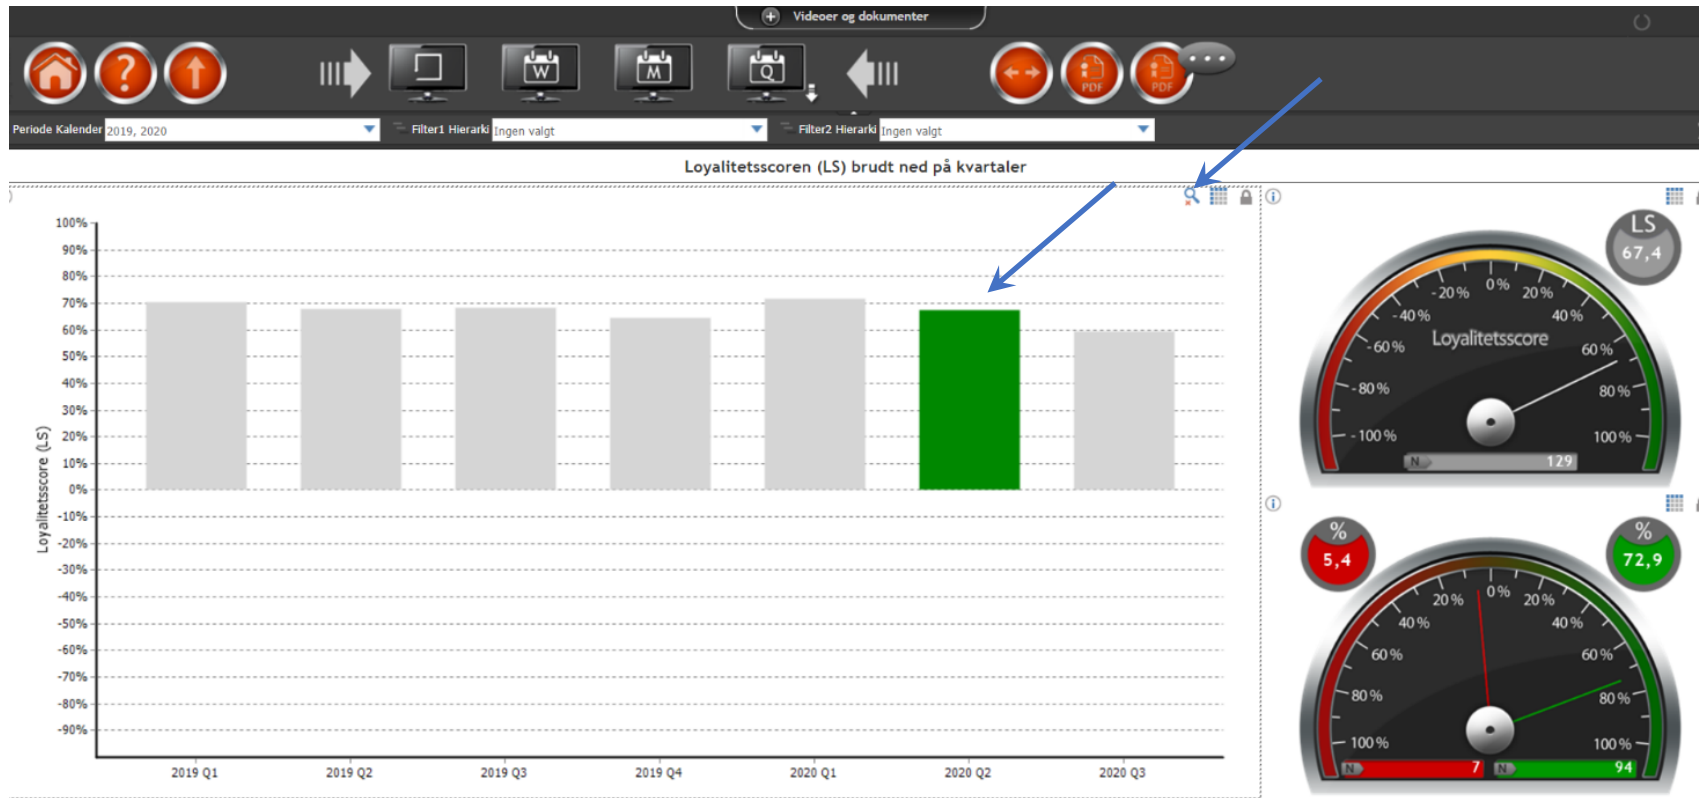 Videoer og dokumenter
?
W
M
Q
PDF
PDF
Periode Kalender 2019, 2020
Filter1 Hierarki Ingen valgt
Filter2 Hierarki Ingen valgt
Loyalitetsscoren (LS) brudt ned på kvartaler
Loyalitetsscore (LS)
100%
90%
80%
70%
60%
50%
40%
30%
20%
10%
0%
-10%
-20%
-30%
-40%
-50%
-60%
-70%
-80%
-90%
2019 Q1
2019 Q2
2019 Q3
2019 Q4
2020 Q1
2020 Q2
2020 Q3
LS
67,4
-100%
-80%
-60%
-40%
-20%
0%
20%
40%
60%
80%
100%
Loyalitetsscore
N 129
%
5,4
%
72,9
100%
80%
60%
40%
20%
0%
20%
40%
60%
80%
100%
N 7
N 94